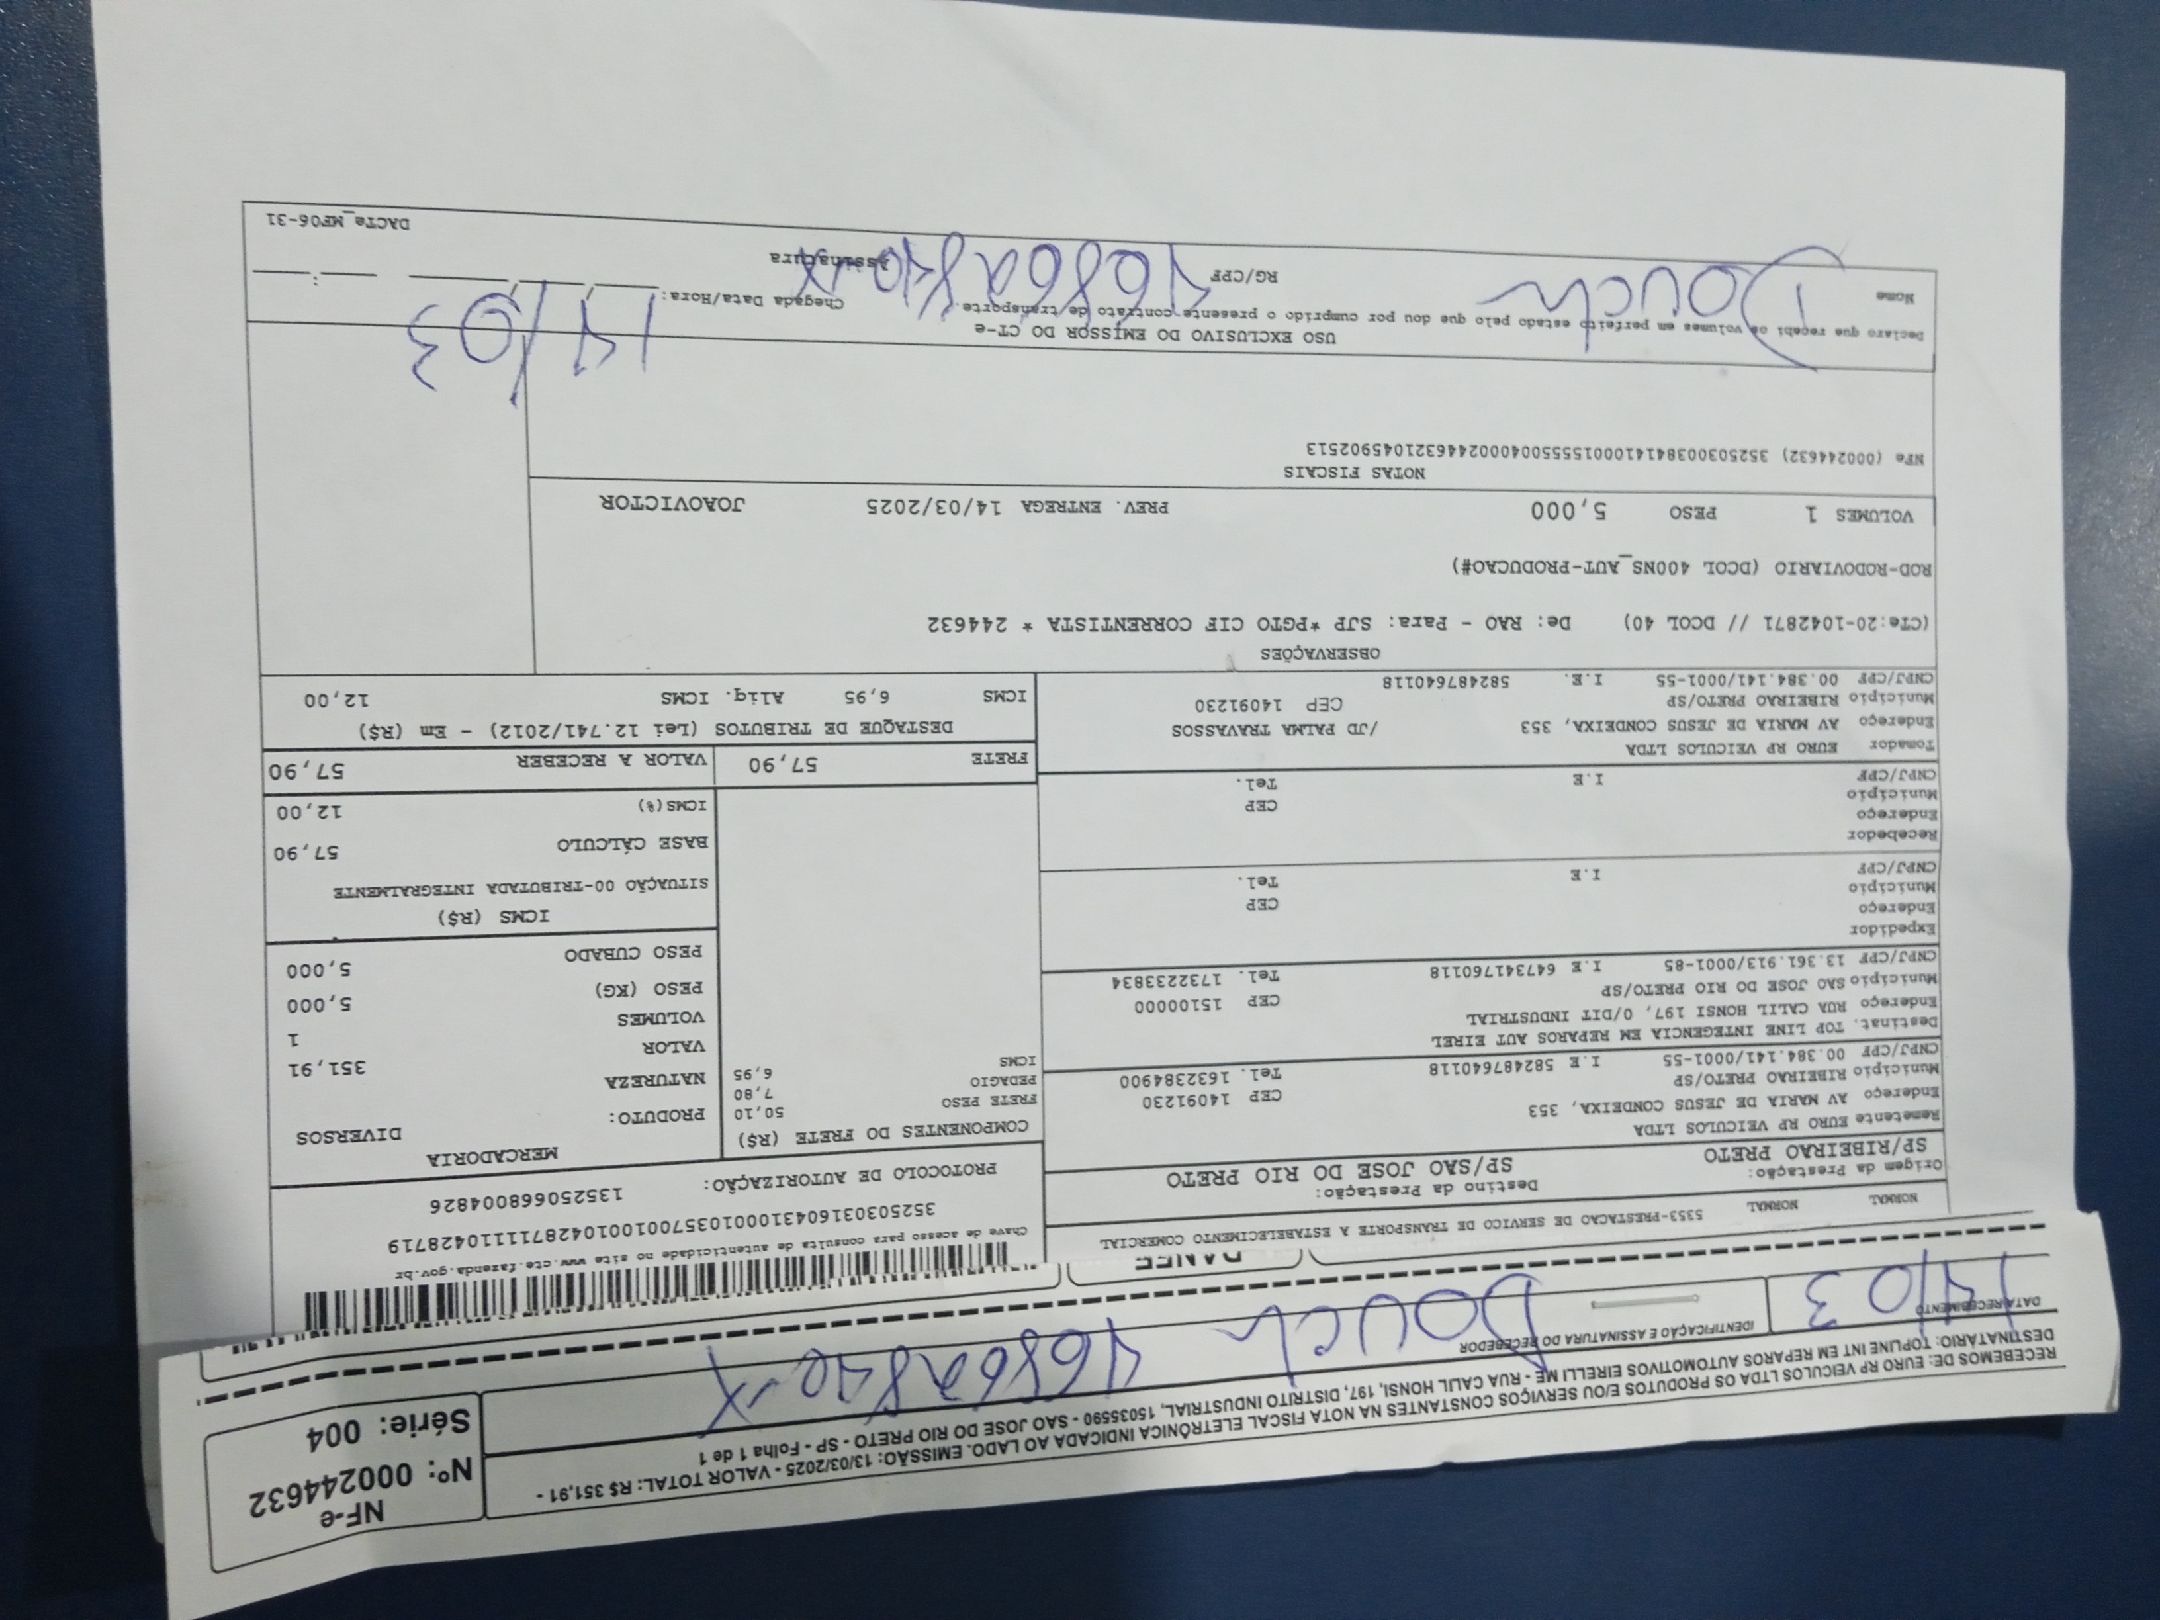 RECEBEMOS DE: EURO RP VEICULOS LTDA OS PRODUTOS E/OU SERVIÇOS CONSTANTES NA NOTA FISCAL ELETRÔNICA INDICADA AO LADO. EMISSÃO: 13/03/2025 - VALOR TOTAL: R$ 351,91 -
DESTINATÁRIO: TOPLINE INT EM REPAROS AUTOMOTIVOS EIRELLI ME - RUA CALIL HONSI, 197, DISTRITO INDUSTRIAL, 15035590 - SAO JOSE DO RIO PRETO - SP - Folha 1 de 1
NF-e
Nº: 000244632
Série: 004
DATA RECEBIMENTO
14/03
IDENTIFICAÇÃO E ASSINATURA DO RECEBEDOR
DANFE
NORMAL NORMAL 5353-PRESTACAO DE SERVICO DE TRANSPORTE A ESTABELECIMENTO COMERCIAL
Chave de acesso para consulta de autenticidade no site www.cte.fazenda.gov.br
PROTOCOLO DE AUTORIZAÇÃO: 135250668004826
Origem da Prestação:
SP/RIBEIRAO PRETO
Destino da Prestação:
SP/SAO JOSE DO RIO PRETO
Remetente EURO RP VEICULOS LTDA
Endereço AV MARIA DE JESUS CONDEIXA, 353
Município RIBEIRAO PRETO/SP CEP 14091230
CNPJ/CPF 00.384.141/0001-55 I.E 582487640118 Tel. 1632384900
Destinat. TOP LINE INTEGENCIA EM REPAROS AUT EIREL
Endereço RUA CALIL HONSI 197, 0/DIT INDUSTRIAL
Município SAO JOSE DO RIO PRETO/SP CEP 15100000
CNPJ/CPF 13.361.913/0001-85 I.E 647341760118 Tel. 1732233834
Expedidor
Endereço
Município CEP
CNPJ/CPF I.E Tel.
Recebedor
Endereço
Município CEP
CNPJ/CPF I.E Tel.
Tomador EURO RP VEICULOS LTDA
Endereço AV MARIA DE JESUS CONDEIXA, 353 /JD PALMA TRAVASSOS
Município RIBEIRAO PRETO/SP CEP 14091230
CNPJ/CPF 00.384.141/0001-55 I.E. 582487640118
COMPONENTES DO FRETE (R$)
FRETE PESO 50,10
PEDAGIO 7,80
ICMS 6,95
MERCADORIA
PRODUTO: DIVERSOS
NATUREZA
VALOR 351,91
VOLUMES 1
PESO (KG) 5,000
PESO CUBADO 5,000
ICMS (R$)
SITUAÇÃO 00-TRIBUTADA INTEGRALMENTE
BASE CÁLCULO 57,90
ICMS(%) 12,00
FRETE 57,90 VALOR A RECEBER 57,90
DESTAQUE DE TRIBUTOS (Lei 12.741/2012) - Em (R$)
ICMS 6,95 Aliq. ICMS 12,00
OBSERVAÇÕES
(CTe:20-1042871 // DCOL 40) De: RAO - Para: SJP *PGTO CIF CORRENTISTA * 244632
ROD-RODOVIARIO (DCOL 400NS_AUT-PRODUCAO#)
VOLUMES 1 PESO 5,000 PREV. ENTREGA 14/03/2025 JOAOVICTOR
NOTAS FISCAIS
NFe (000244632) 35250300384141000155550040002446321045902513
USO EXCLUSIVO DO EMISSOR DO CT-e
Declaro que recebi os volumes em perfeito estado pelo que dou por cumprido o presente contrato de transporte.
Chegada Data/Hora:
14/03
Nome RG/CPF Assinatura
DACTe_MF06-31